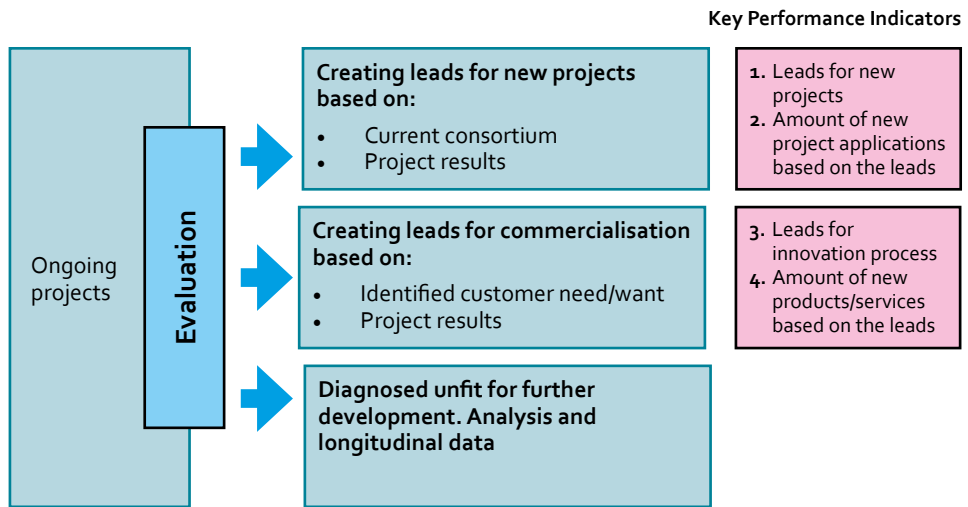 Key Performance Indicators
Ongoing
projects
Evaluation
Creating leads for new projects
based on:
• Current consortium
• Project results
1. Leads for new
projects
2. Amount of new
project applications
based on the leads
Creating leads for commercialisation
based on:
• Identified customer need/want
• Project results
3. Leads for
innovation process
4. Amount of new
products/services
based on the leads
Diagnosed unfit for further
development. Analysis and
longitudinal data